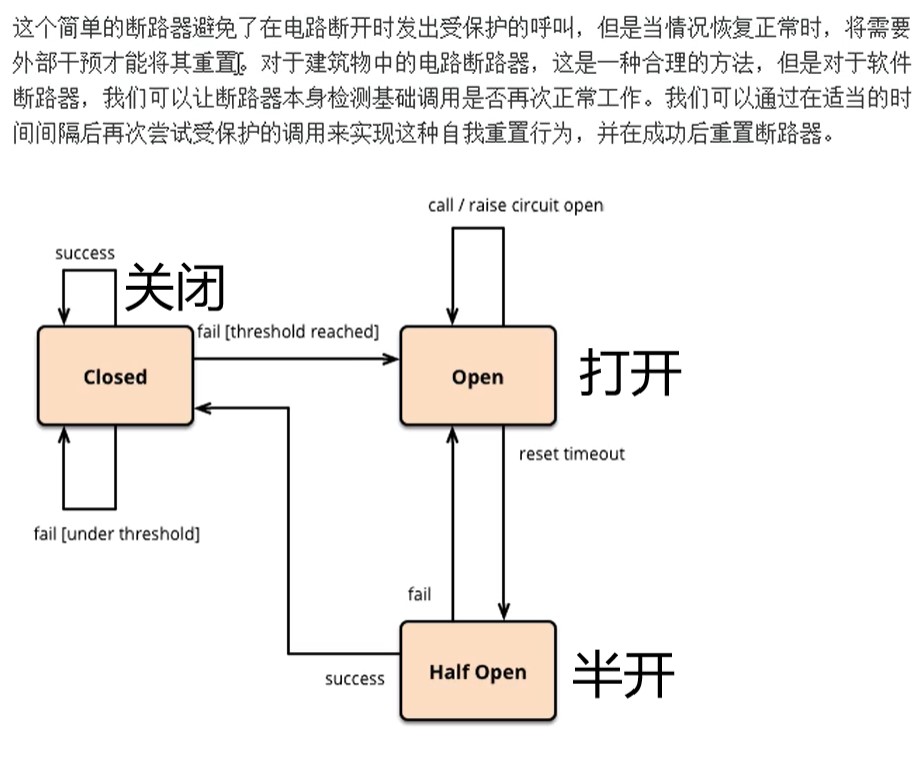 这个简单的断路器避免了在电路断开时发出受保护的呼叫，但是当情况恢复正常时，将需要
外部干预才能将其重置。对于建筑物中的电路断路器，这是一种合理的方法，但是对于软件
断路器，我们可以让断路器本身检测基础调用是否再次正常工作。我们可以通过在适当的时
间间隔后再次尝试受保护的调用来实现这种自我重置行为，并在成功后重置断路器。
call / raise circuit open
success
关闭
fail [threshold reached]
Closed
Open
打开
reset timeout
fail [under threshold]
fail
Half Open
半开
success